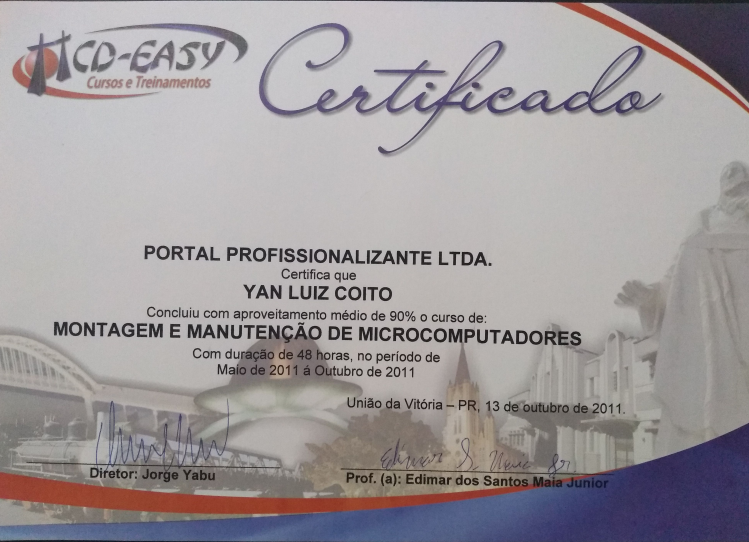 CD-EASY
Cursos e Treinamentos
Certificado
PORTAL PROFISSIONALIZANTE LTDA.
Certifica que
YAN LUIZ COITO
Concluiu com aproveitamento médio de 90% o curso de:
MONTAGEM E MANUTENÇÃO DE MICROCOMPUTADORES
Com duração de 48 horas, no período de
Maio de 2011 á Outubro de 2011
União da Vitória – PR, 13 de outubro de 2011.
Diretor: Jorge Yabu
Prof. (a): Edimar dos Santos Maia Junior